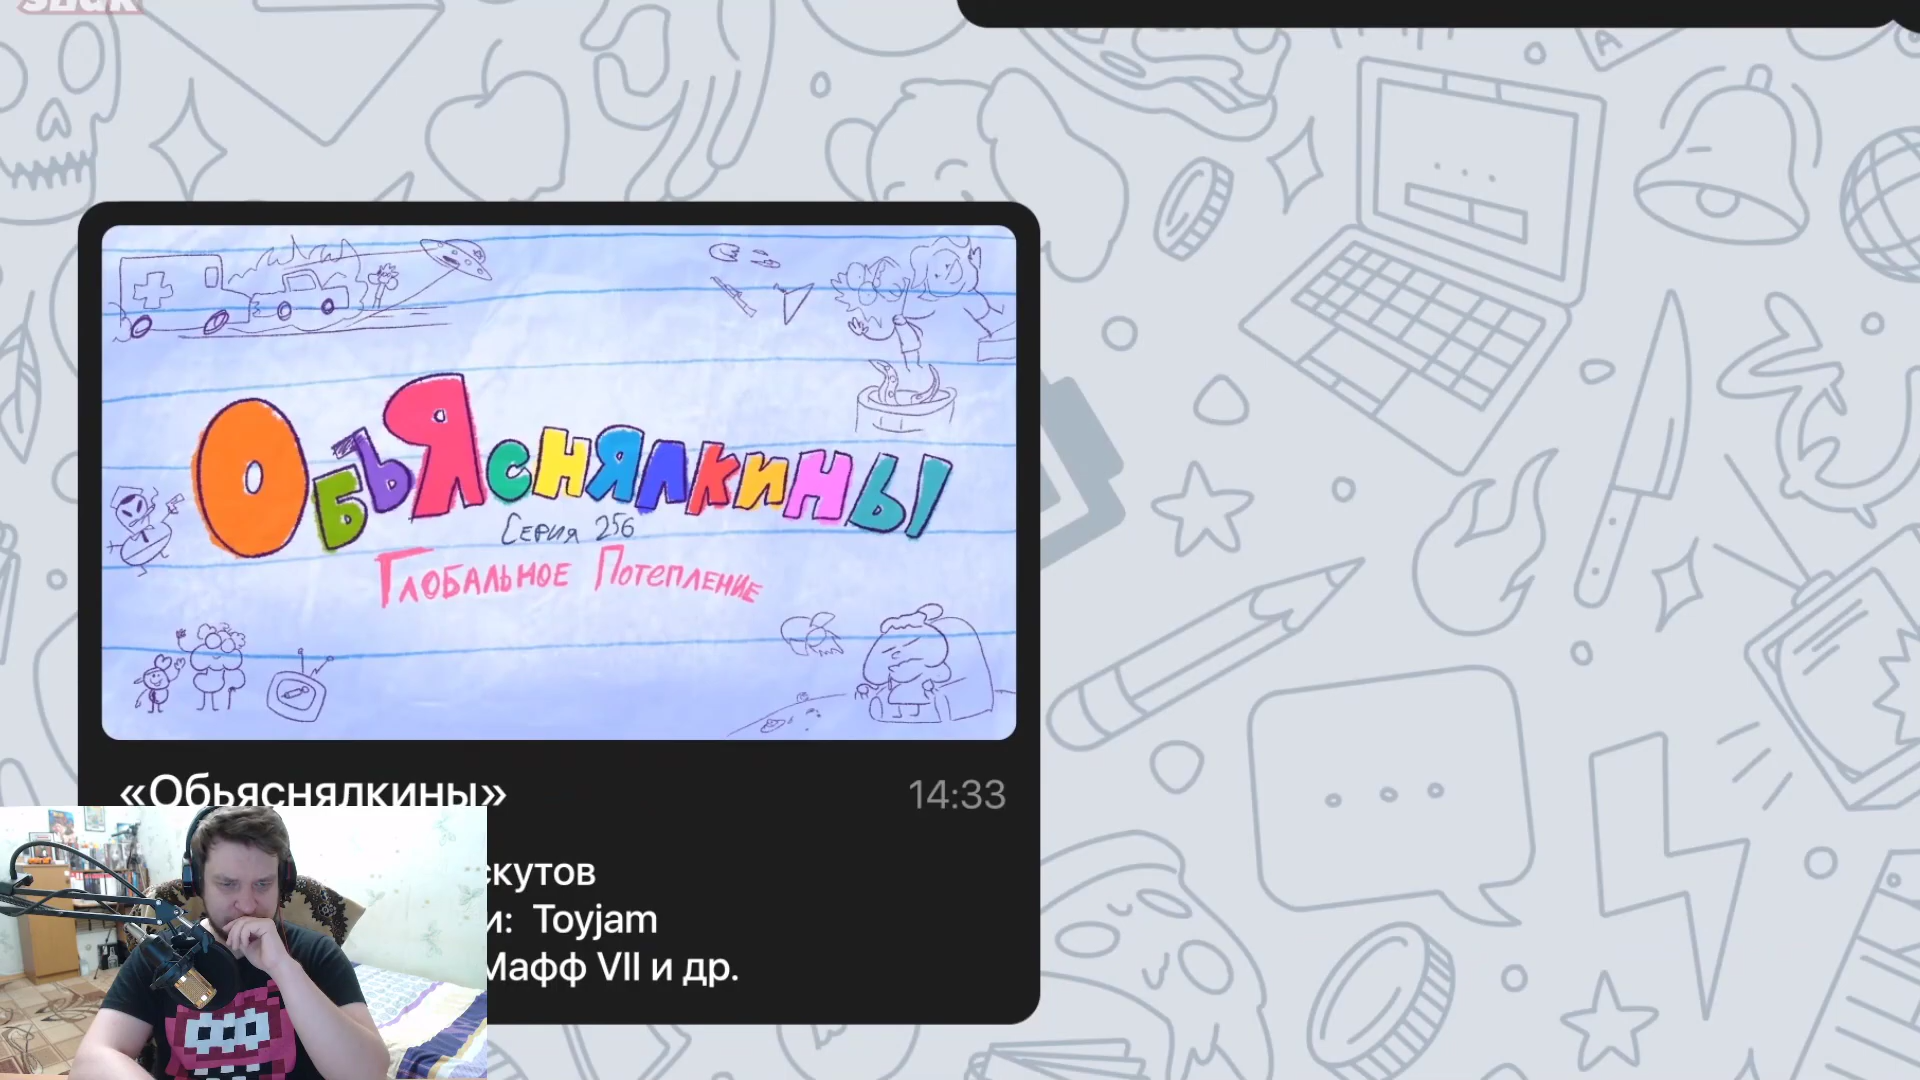 ОбЪЯснялкины
Серия 256
Глобальное Потепление
«Обьяснялкины»
14:33
скутов
и: Toyjam
Мафф VII и др.